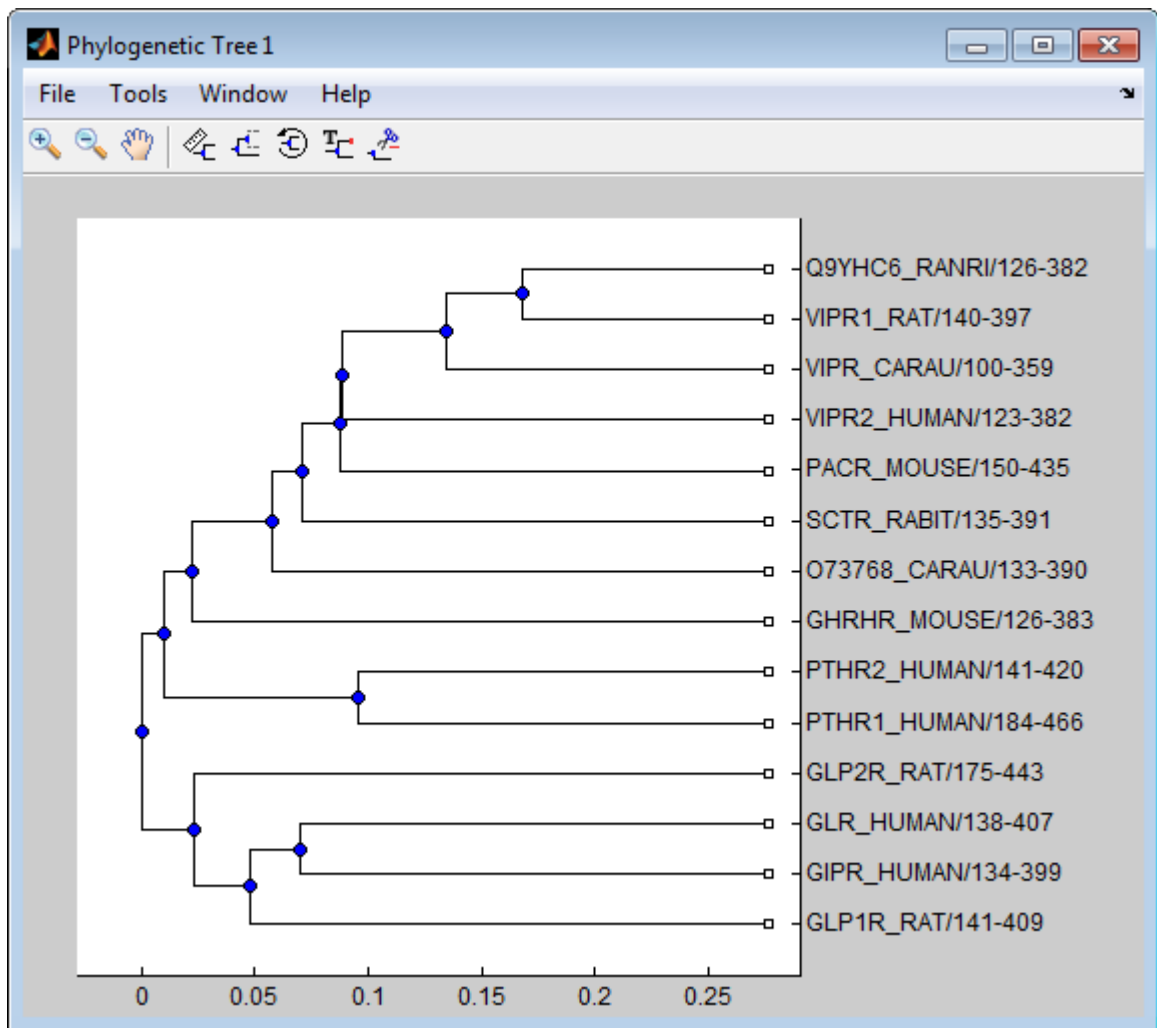 Phylogenetic Tree 1
File Tools Window Help
Q9YHC6_RANRI/126-382
VIPR1_RAT/140-397
VIPR_CARAU/100-359
VIPR2_HUMAN/123-382
PACR_MOUSE/150-435
SCTR_RABIT/135-391
O73768_CARAU/133-390
GHRHR_MOUSE/126-383
PTHR2_HUMAN/141-420
PTHR1_HUMAN/184-466
GLP2R_RAT/175-443
GLR_HUMAN/138-407
GIPR_HUMAN/134-399
GLP1R_RAT/141-409
0 0.05 0.1 0.15 0.2 0.25